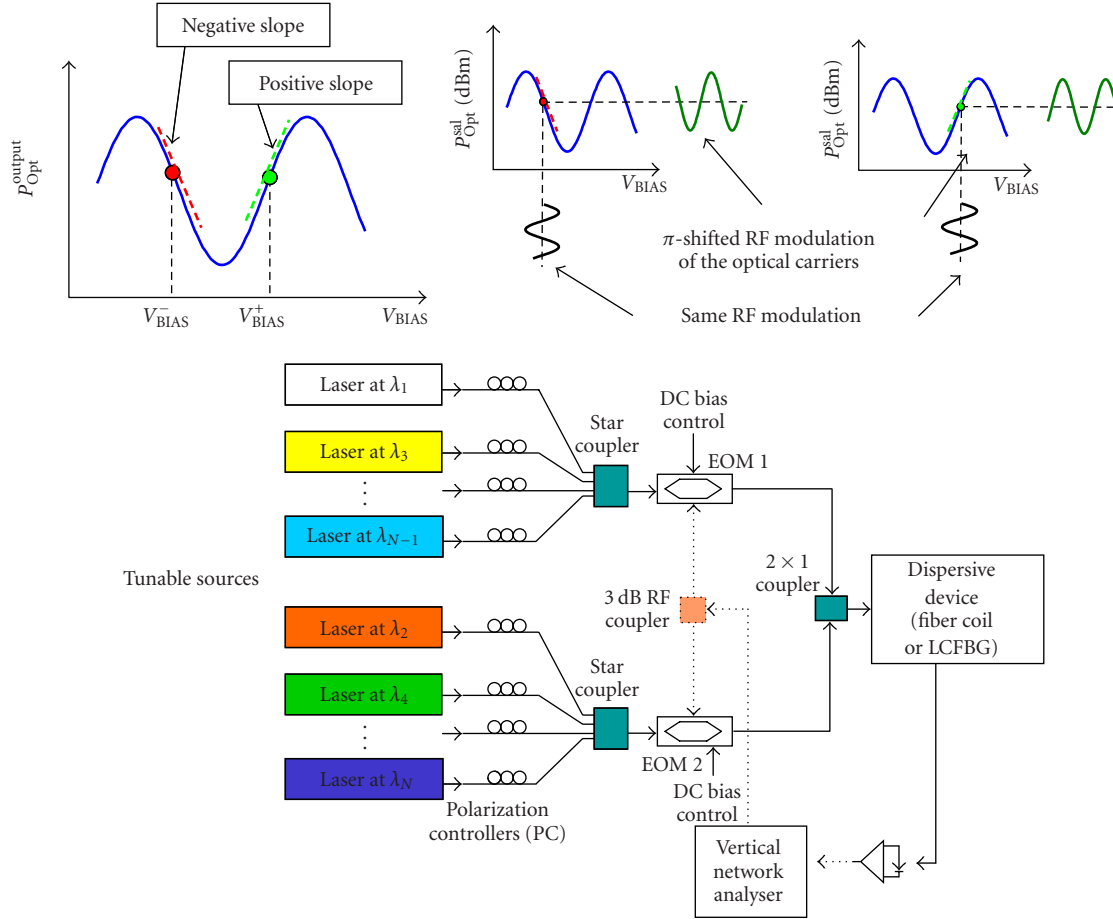 Negative slope
Positive slope
P_Opt^output
V_BIAS^−
V_BIAS^+
V_BIAS
P_Opt^sal (dBm)
V_BIAS
P_Opt^sal (dBm)
V_BIAS
π-shifted RF modulation
of the optical carriers
Same RF modulation
Laser at λ1
Laser at λ3
⋮
Laser at λN−1
Tunable sources
Laser at λ2
Laser at λ4
⋮
Laser at λN
Polarization
controllers (PC)
Star
coupler
Star
coupler
DC bias
control
EOM 1
3 dB RF
coupler
EOM 2
DC bias
control
2 × 1
coupler
Dispersive
device
(fiber coil
or LCFBG)
Vertical
network
analyser